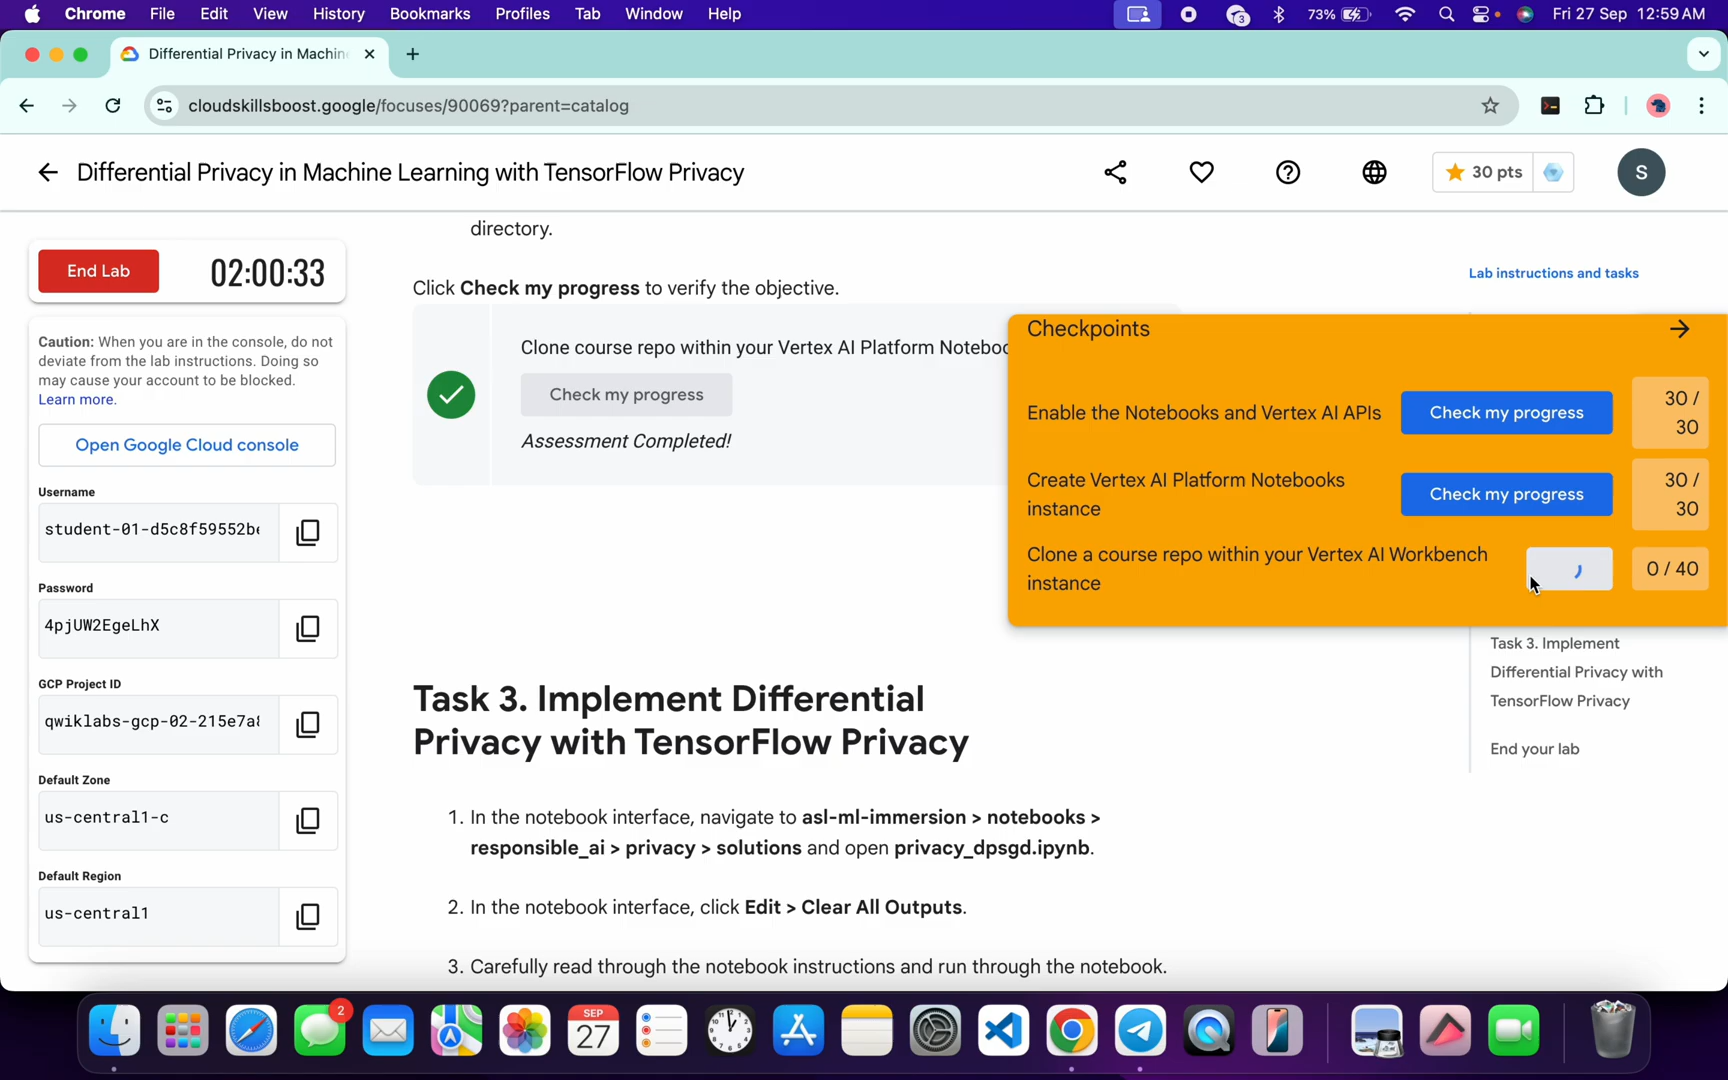 Chrome File Edit View History Bookmarks Profiles Tab Window Help
3
73%
Fri 27 Sep 12:59 AM
Differential Privacy in Machin
cloudskillsboost.google/focuses/90069?parent=catalog
Differential Privacy in Machine Learning with TensorFlow Privacy
30 pts
S
End Lab
02:00:33
Caution: When you are in the console, do not
deviate from the lab instructions. Doing so
may cause your account to be blocked.
Learn more.
Open Google Cloud console
Username
student-01-d5c8f59552b
Password
4pjUW2EgeLhX
GCP Project ID
qwiklabs-gcp-02-215e7a
Default Zone
us-central1-c
Default Region
us-central1
directory.
Click Check my progress to verify the objective.
Clone course repo within your Vertex AI Platform Noteboo
Check my progress
Assessment Completed!
Task 3. Implement Differential
Privacy with TensorFlow Privacy
1. In the notebook interface, navigate to asl-ml-immersion > notebooks >
responsible_ai > privacy > solutions and open privacy_dpsgd.ipynb.
2. In the notebook interface, click Edit > Clear All Outputs.
3. Carefully read through the notebook instructions and run through the notebook.
Lab instructions and tasks
Checkpoints
Enable the Notebooks and Vertex AI APIs
Check my progress
30 /
30
Create Vertex AI Platform Notebooks
instance
Check my progress
30 /
30
Clone a course repo within your Vertex AI Workbench
instance
0 / 40
Task 3. Implement
Differential Privacy with
TensorFlow Privacy
End your lab
2
SEP
27